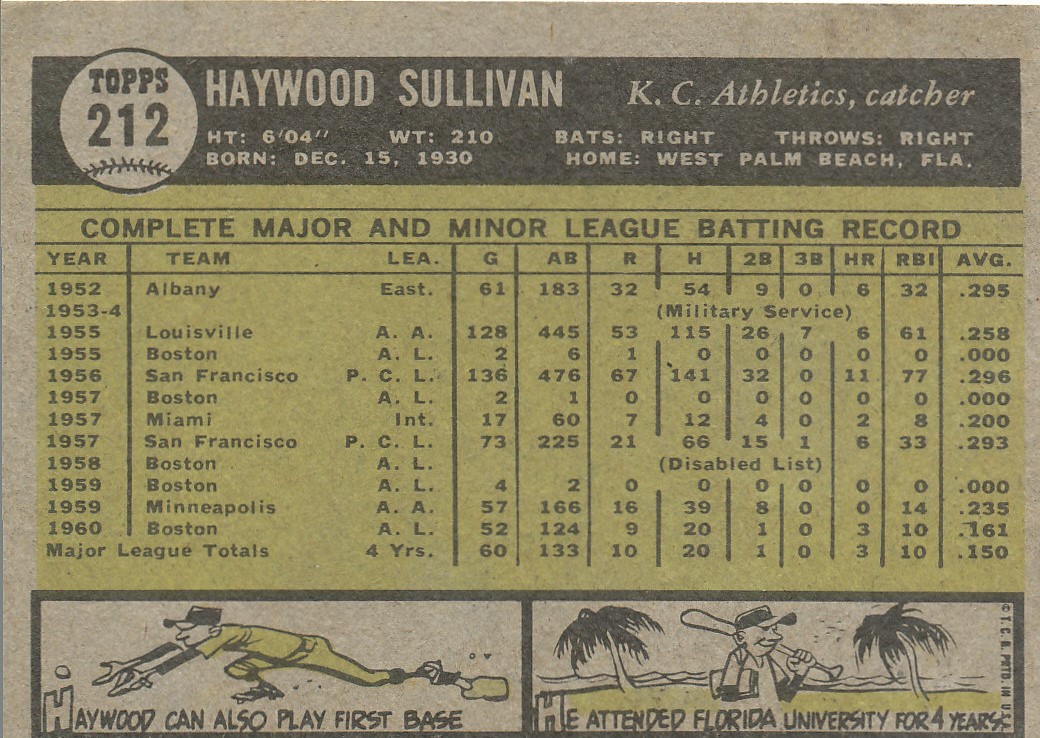 TOPPS
212
HAYWOOD SULLIVAN K. C. Athletics, catcher
HT: 6'04" WT: 210 BATS: RIGHT THROWS: RIGHT
BORN: DEC. 15, 1930 HOME: WEST PALM BEACH, FLA.
COMPLETE MAJOR AND MINOR LEAGUE BATTING RECORD
YEAR TEAM LEA. G AB R H 2B 3B HR RBI AVG.
1952 Albany East. 61 183 32 54 9 0 6 32 .295
1953-4 (Military Service)
1955 Louisville A. A. 128 445 53 115 26 7 6 61 .258
1955 Boston A. L. 2 6 1 0 0 0 0 0 .000
1956 San Francisco P. C. L. 136 476 67 141 32 0 11 77 .296
1957 Boston A. L. 2 1 0 0 0 0 0 0 .000
1957 Miami Int. 17 60 7 12 4 0 2 8 .200
1957 San Francisco P. C. L. 73 225 21 66 15 1 6 33 .293
1958 Boston A. L. (Disabled List)
1959 Boston A. L. 4 2 0 0 0 0 0 0 .000
1959 Minneapolis A. A. 57 166 16 39 8 0 0 14 .235
1960 Boston A. L. 52 124 9 20 1 0 3 10 .161
Major League Totals 4 Yrs. 60 133 10 20 1 0 3 10 .150
HAYWOOD CAN ALSO PLAY FIRST BASE
HE ATTENDED FLORIDA UNIVERSITY FOR 4 YEARS.
© T. C. G. PRTD IN U.S.A.